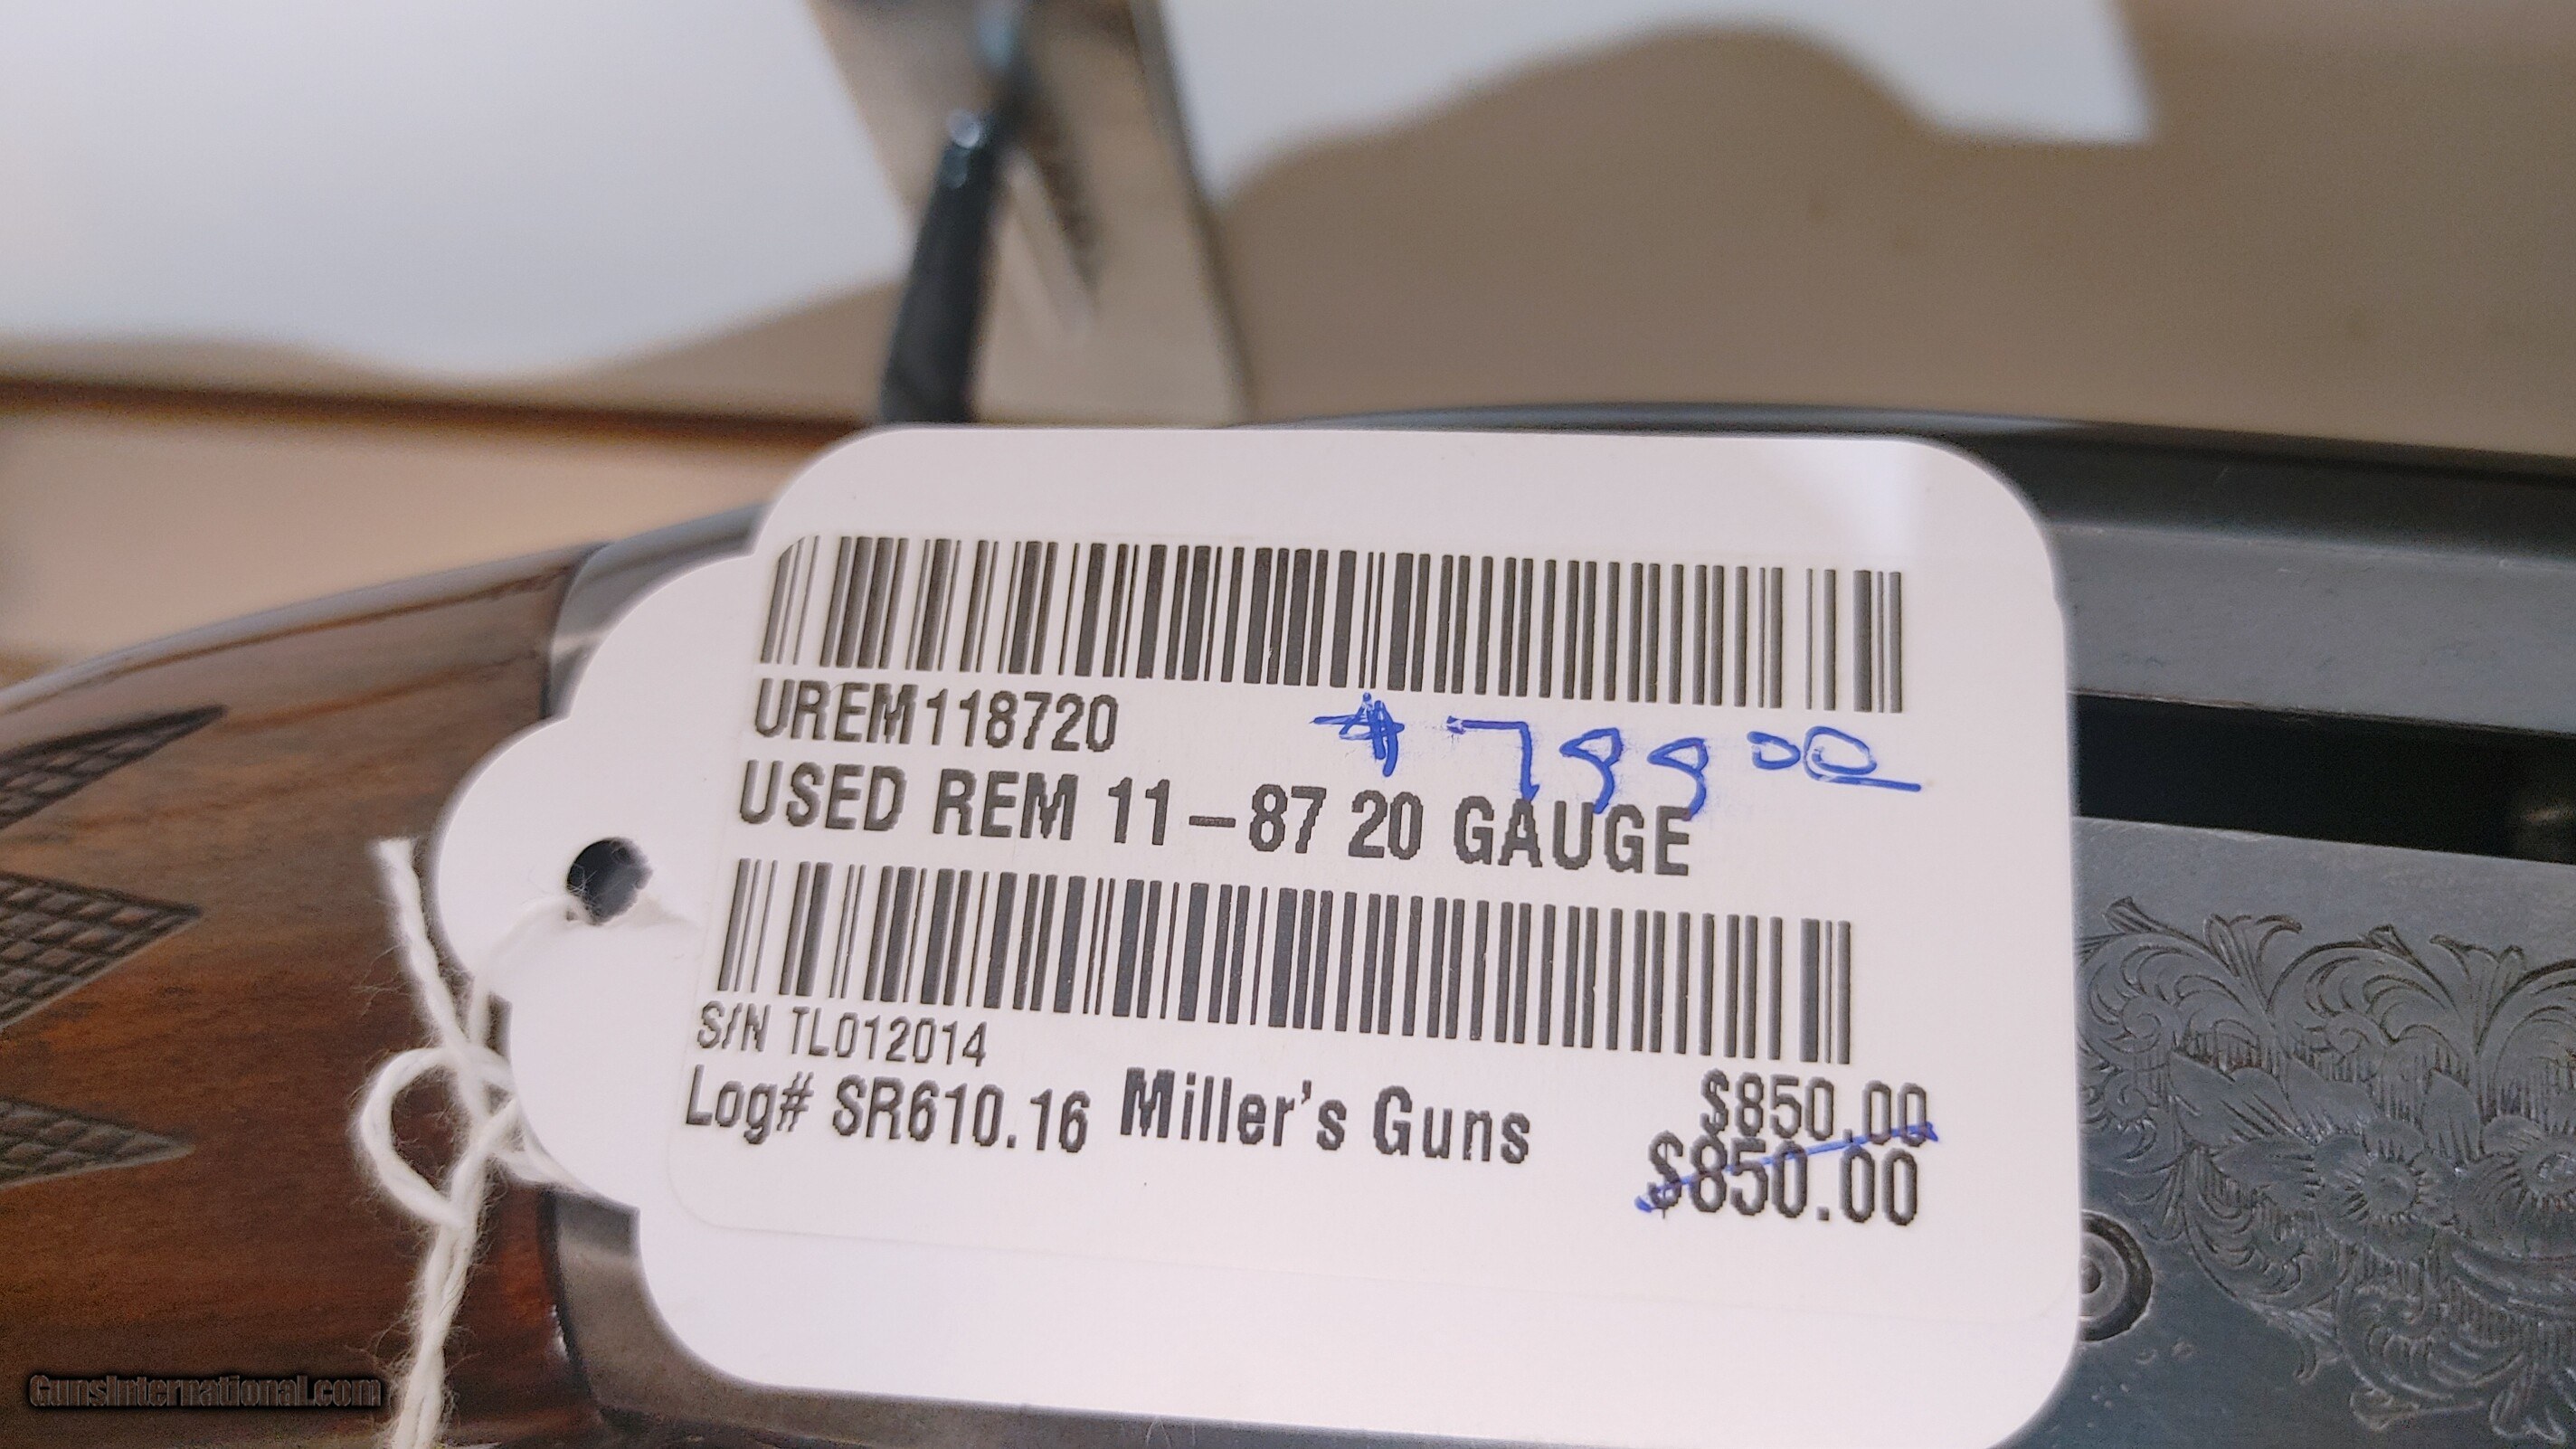 UREM118720
$799 00
USED REM 11-87 20 GAUGE
S/N TL012014
Log# SR610.16 Miller's Guns
$850.00
$850.00
GunsInternational.com